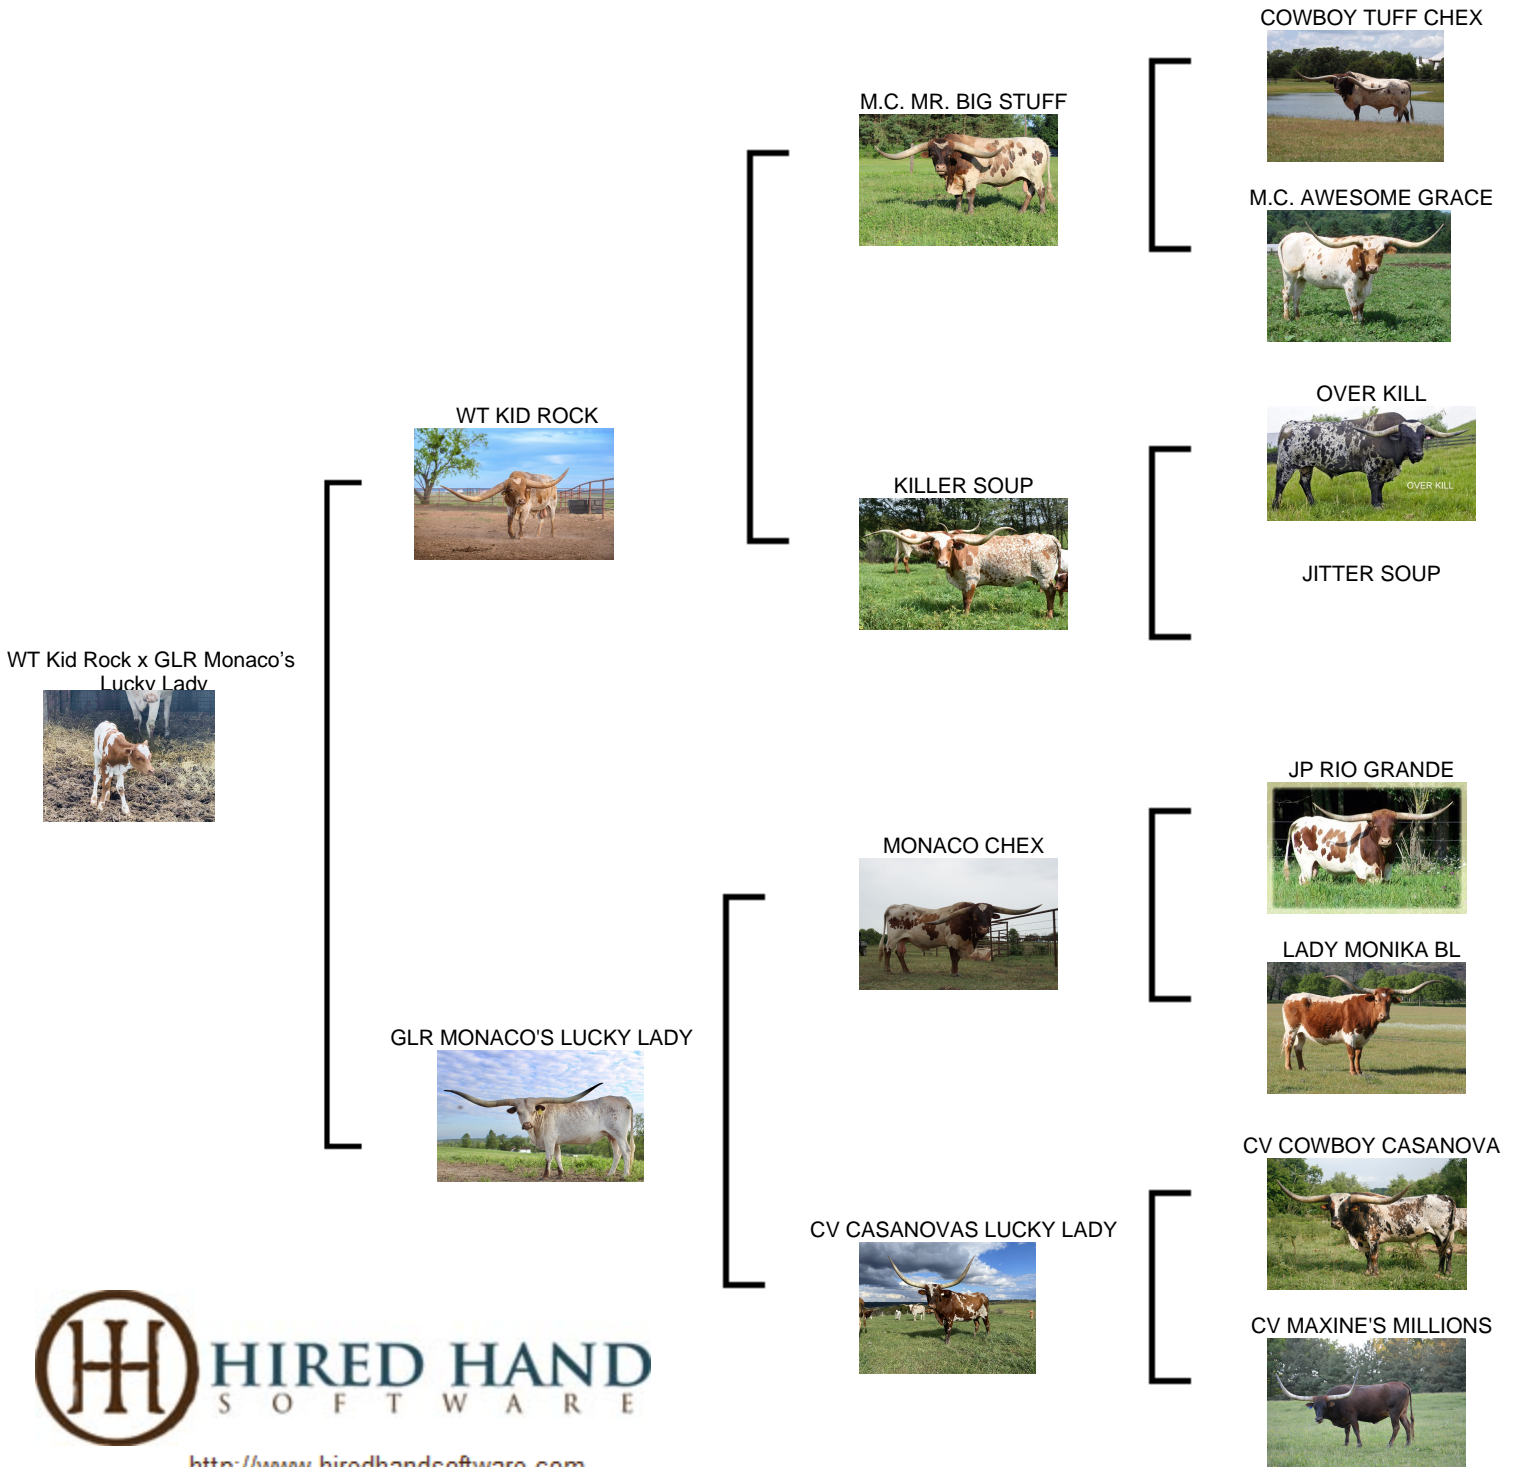 COWBOY TUFF CHEX
M.C. MR. BIG STUFF
M.C. AWESOME GRACE
OVER KILL
OVER KILL
WT KID ROCK
KILLER SOUP
JITTER SOUP
WT Kid Rock x GLR Monaco's
Lucky Lady
JP RIO GRANDE
MONACO CHEX
LADY MONIKA BL
GLR MONACO'S LUCKY LADY
CV COWBOY CASANOVA
CV CASANOVAS LUCKY LADY
CV MAXINE'S MILLIONS
HIRED HAND
SOFTWARE
http://www.hiredhandsoftware.com